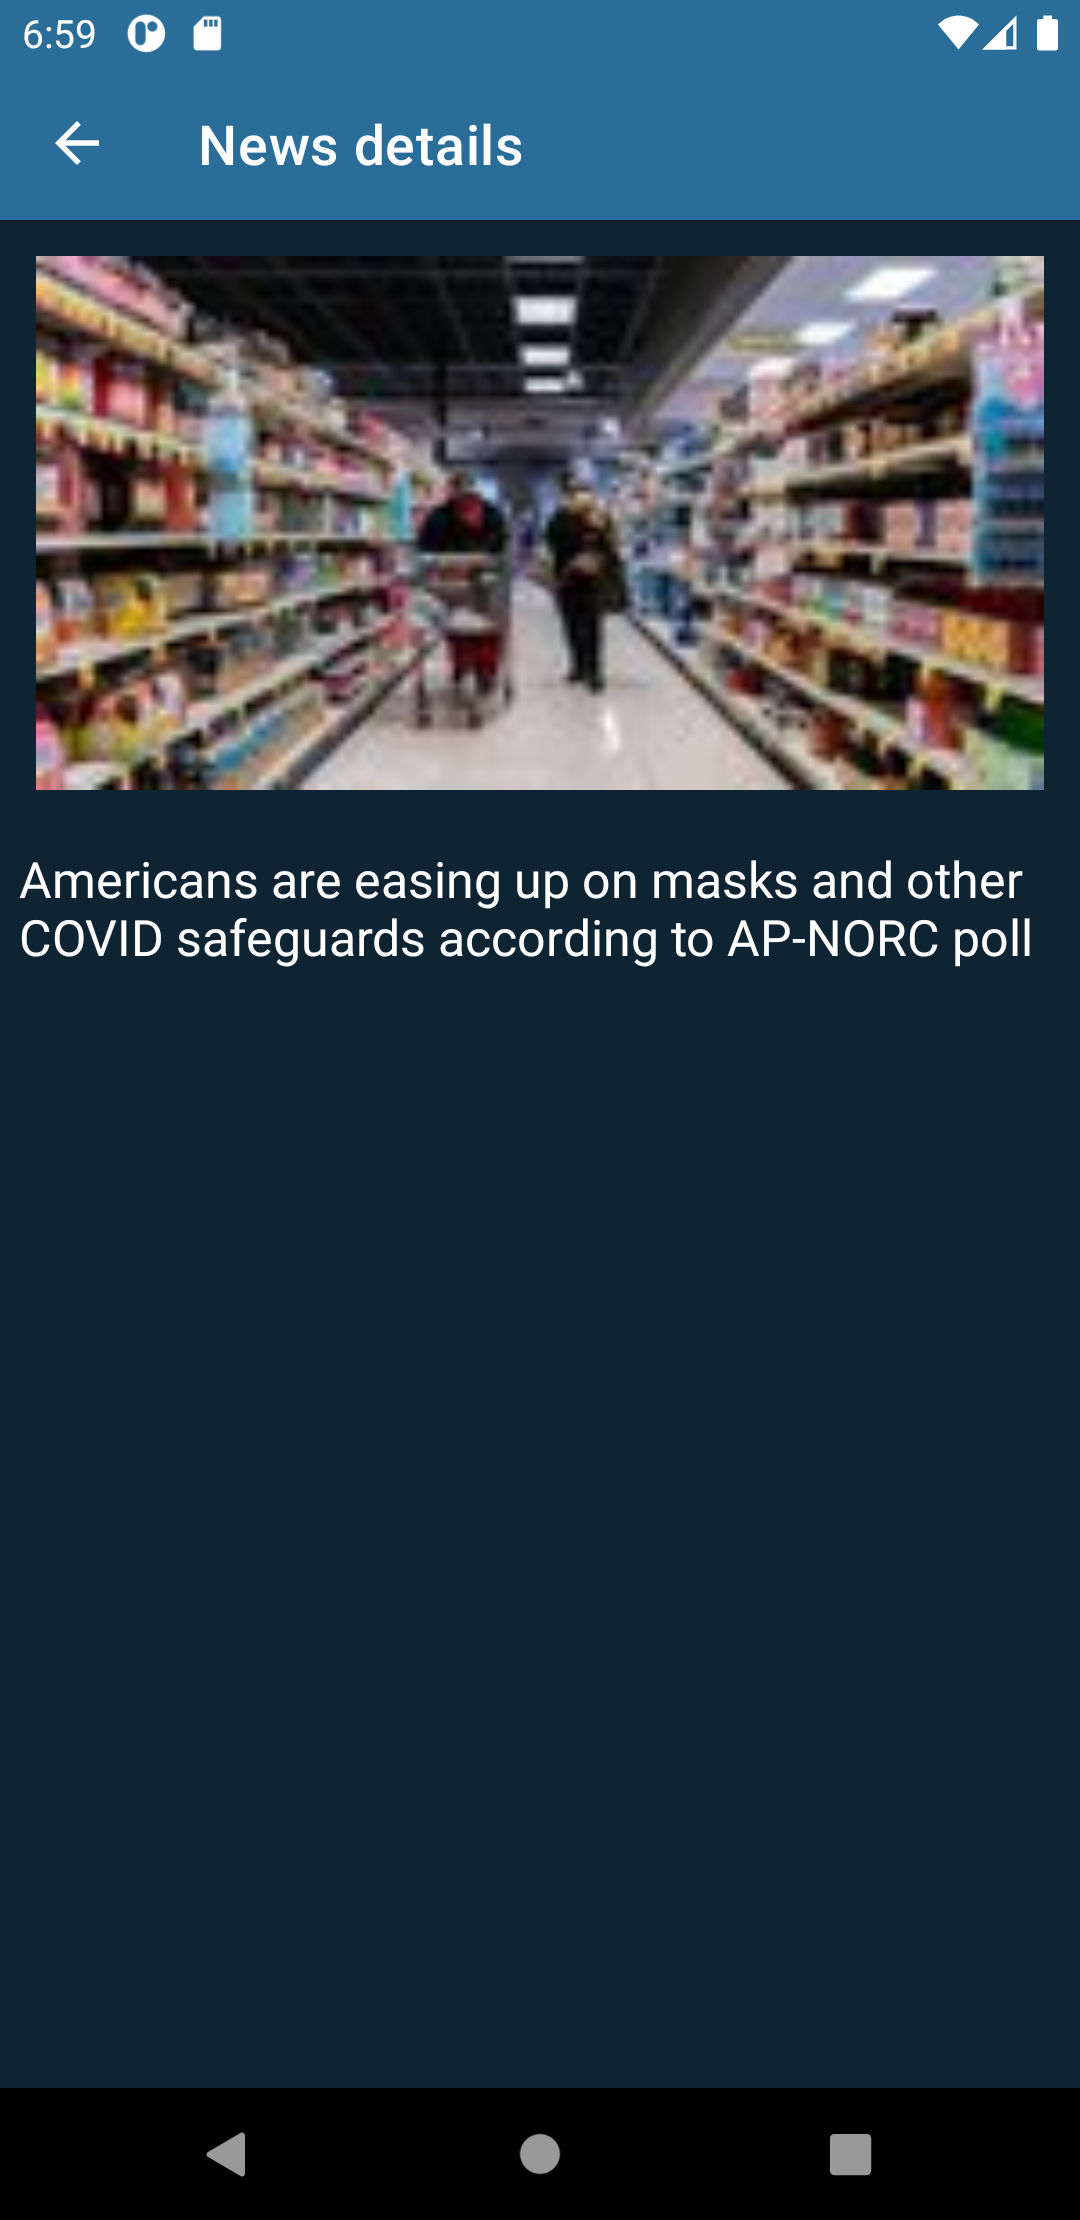 6:59
News details
Americans are easing up on masks and other
COVID safeguards according to AP-NORC poll